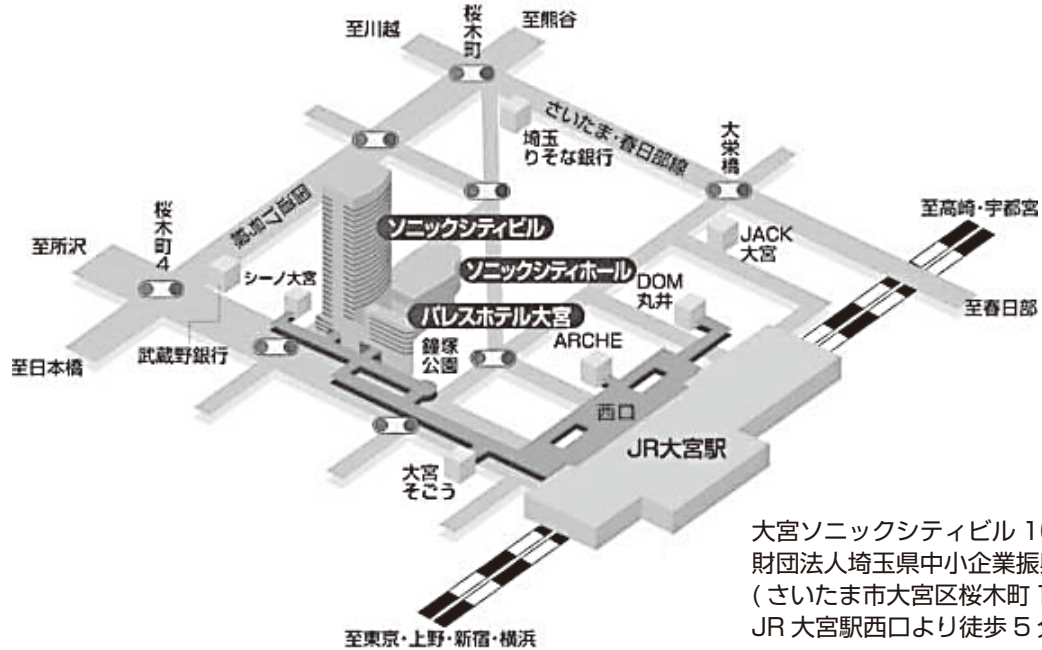 至川越
桜木町
至熊谷
さいたま・春日部線
埼玉
りそな銀行
大栄橋
国道17号線
桜木町4
至所沢
シーノ大宮
ソニックシティビル
ソニックシティホール
パレスホテル大宮
JACK
大宮
DOM
丸井
至高崎・宇都宮
至春日部
至日本橋
武蔵野銀行
鐘塚
公園
ARCHE
西口
JR大宮駅
大宮
そごう
至東京・上野・新宿・横浜
大宮ソニックシティビル 1
財団法人埼玉県中小企業振
( さいたま市大宮区桜木町
JR 大宮駅西口より徒歩 5